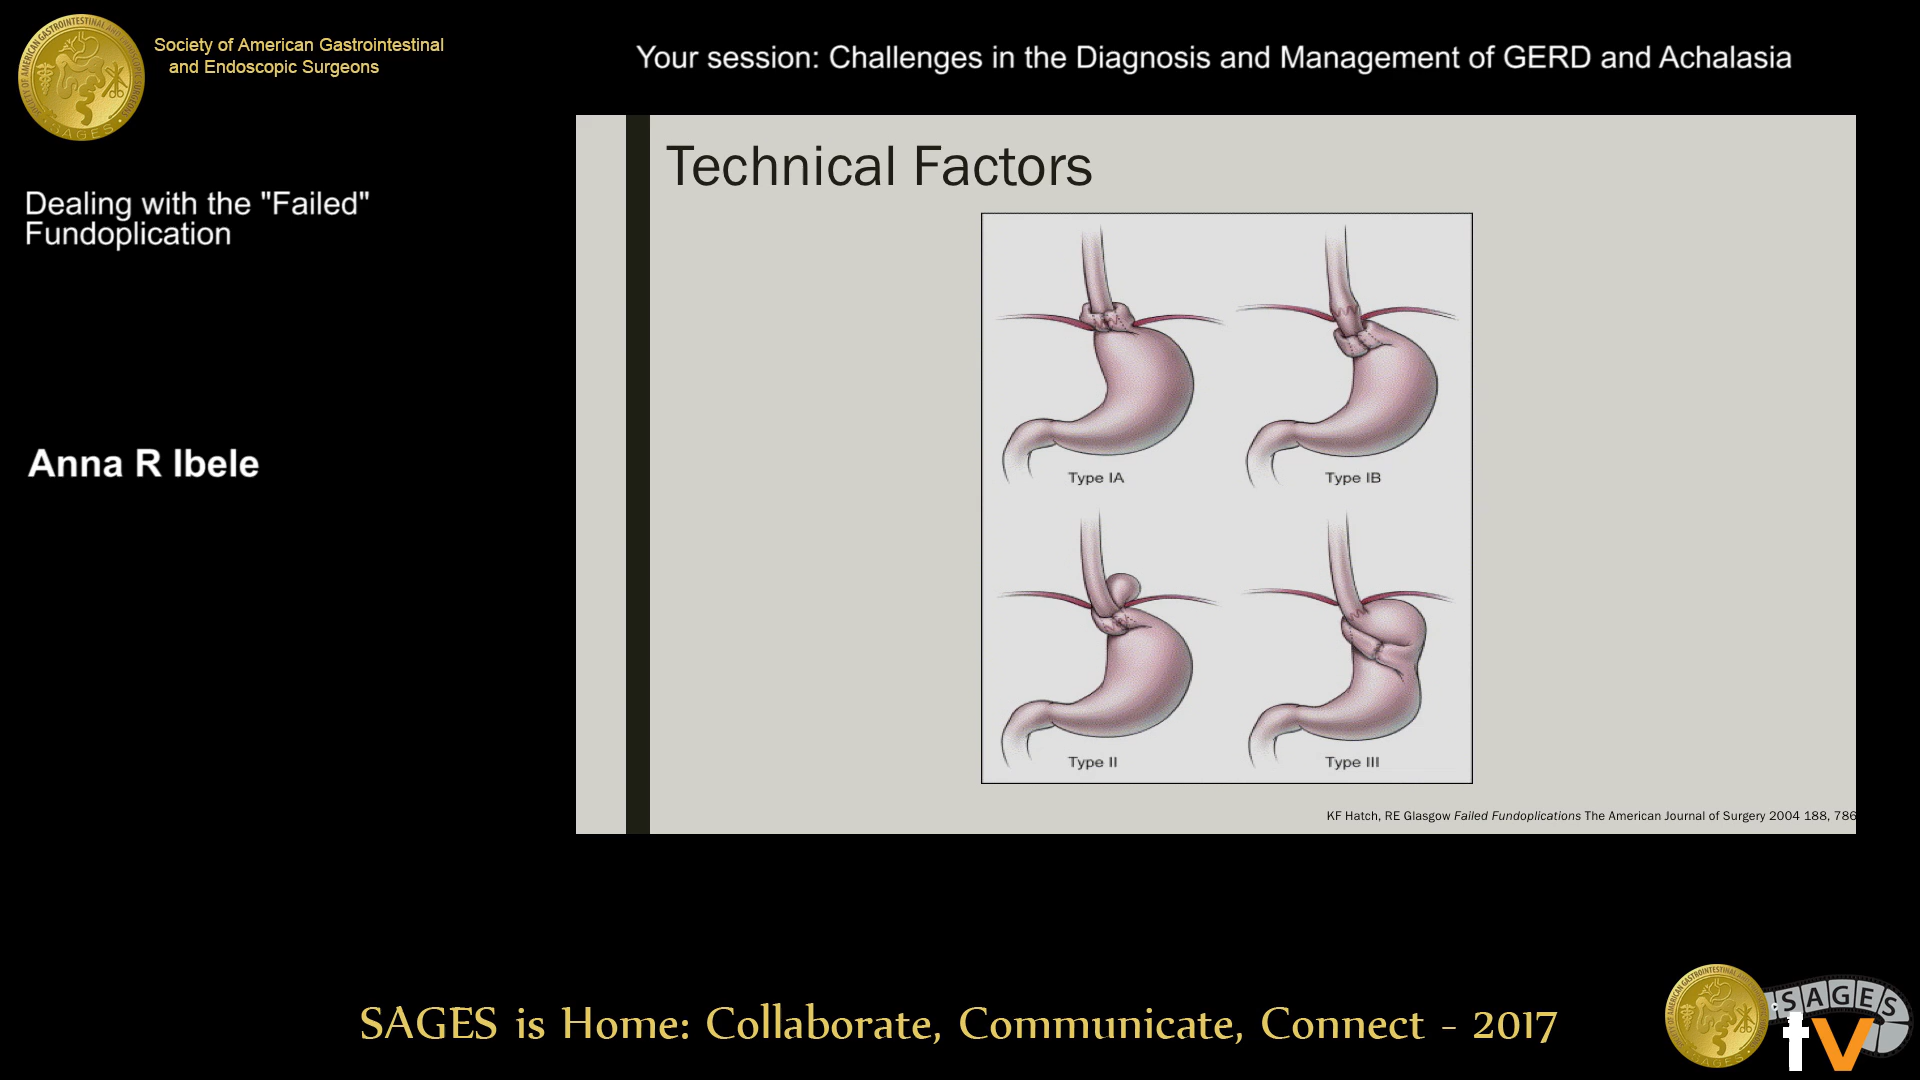 Society of American Gastrointestinal
and Endoscopic Surgeons
Your session: Challenges in the Diagnosis and Management of GERD and Achalasia
Dealing with the "Failed"
Fundoplication
Anna R Ibele
Technical Factors
Type IA
Type IB
Type II
Type III
KF Hatch, RE Glasgow Failed Fundoplications The American Journal of Surgery 2004 188, 786
SAGES is Home: Collaborate, Communicate, Connect - 2017
SAGES
tv